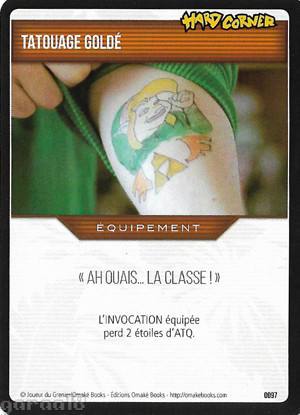 HARD CORNER
TATOUAGE GOLDÉ
ÉQUIPEMENT
« AH OUAIS... LA CLASSE ! »
L'INVOCATION équipée
perd 2 étoiles d'ATQ.
© Joueur du Grenier/Omaké Books - Éditions Omaké Books - http://omakebooks.com
0097